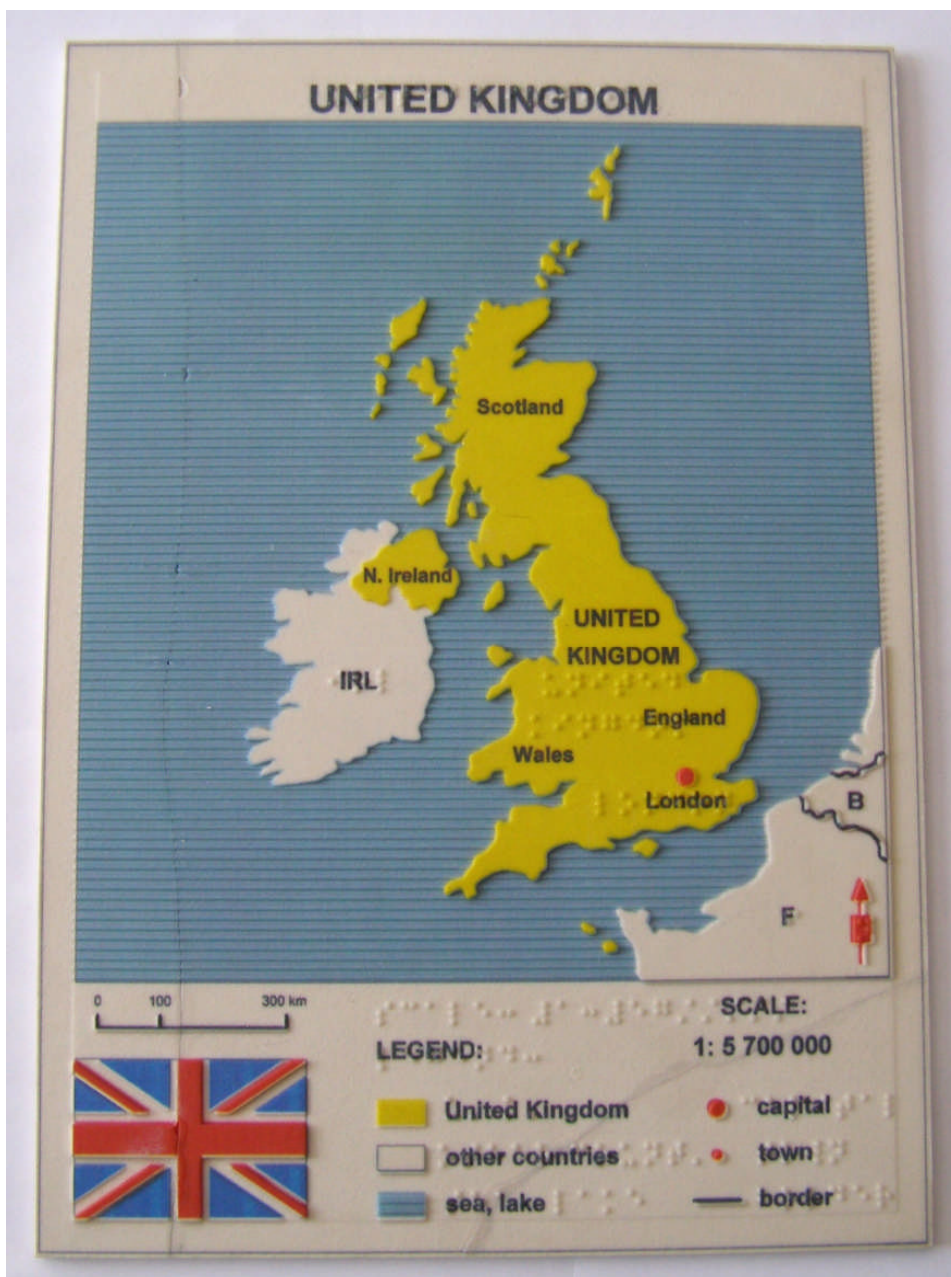 UNITED KINGDOM
Scotland
N. Ireland
UNITED
KINGDOM
IRL
England
Wales
London
B
F
0 100 300 km
SCALE:
LEGEND:
1: 5 700 000
United Kingdom
capital
other countries
town
sea, lake
border